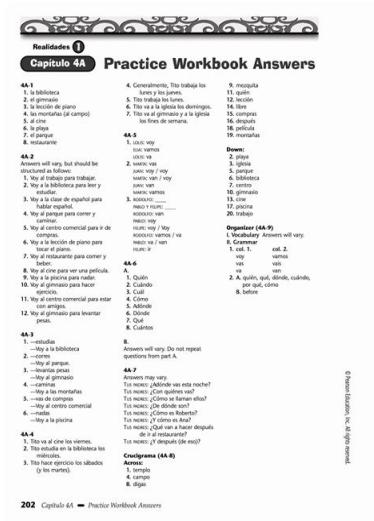 Realidades 1
Capítulo 4A
Practice Workbook Answers
4A-1
1. la biblioteca
2. el gimnasio
3. la lección de piano
4. las montañas (al campo)
5. al cine
6. la playa
7. el parque
8. restaurante
4A-2
Answers will vary, but should be
structured as follows:
1. Voy al trabajo para trabajar.
2. Voy a la biblioteca para leer y
estudiar.
3. Voy a la clase de español para
hablar español.
4. Voy al parque para correr y
caminar.
5. Voy al centro comercial para ir de
compras.
6. Voy a la lección de piano para
tocar el piano.
7. Voy al restaurante para comer y
beber.
8. Voy al cine para ver una película.
9. Voy a la piscina para nadar.
10. Voy al gimnasio para hacer
ejercicio.
11. Voy al centro comercial para estar
con amigos.
12. Voy al gimnasio para levantar
pesas.
4A-3
1. —estudias
—Voy a la biblioteca
2. —corres
—Voy al parque.
3. —levantas pesas
—Voy al gimnasio
4. —caminas
—Voy a las montañas
5. —vas de compras
—Voy al centro comercial
6. —nadas
—Voy a la piscina
4A-4
1. Tito va al cine los viernes.
2. Tito estudia en la biblioteca los
miércoles.
3. Tito hace ejercicio los sábados
(y los martes).
4. Generalmente, Tito trabaja los
lunes y los jueves.
5. Tito trabaja los lunes.
6. Tito va a la iglesia los domingos.
7. Tito va al gimnasio y a la iglesia
los fines de semana.
4A-5
1. LOLIS: voy
ELIA: vamos
LOLIS: va
2. MARTA: vas
JUAN: voy / voy
MARTA: van / voy
JUAN: van
MARTA: vamos
3. RODOLFO: ____
PABLO Y FELIPE: ____
RODOLFO: van
PABLO: voy
FELIPE: voy / Voy
RODOLFO: vamos / va
PABLO: va / van
FELIPE: ir
4A-6
A.
1. Quién
2. Cuándo
3. Cuál
4. Cómo
5. Adónde
6. Dónde
7. Qué
8. Cuántos
B.
Answers will vary. Do not repeat
questions from part A.
4A-7
Answers may vary.
TUS PADRES: ¿Adónde vas esta noche?
TUS PADRES: ¿Con quiénes vas?
TUS PADRES: ¿Cómo se llaman ellos?
TUS PADRES: ¿De dónde son?
TUS PADRES: ¿Cómo es Roberto?
TUS PADRES: ¿Y cómo es Ana?
TUS PADRES: ¿Qué van a hacer después
de ir al restaurante?
TUS PADRES: ¿Y después (de eso)?
Crucigrama (4A-8)
Across:
1. templo
4. campo
8. digas
9. mezquita
11. quién
12. lección
14. libre
15. compras
16. después
18. película
19. montañas
Down:
2. playa
3. iglesia
5. parque
6. biblioteca
7. centro
10. gimnasio
13. cine
17. piscina
20. trabajo
Organizer (4A-9)
I. Vocabulary Answers will vary.
II. Grammar
1. col. 1. col. 2.
voy vamos
vas vais
va van
2. A. quién, qué, dónde, cuándo,
por qué, cómo
B. before
© Pearson Education, Inc. All rights reserved.
202 Capítulo 4A — Practice Workbook Answers